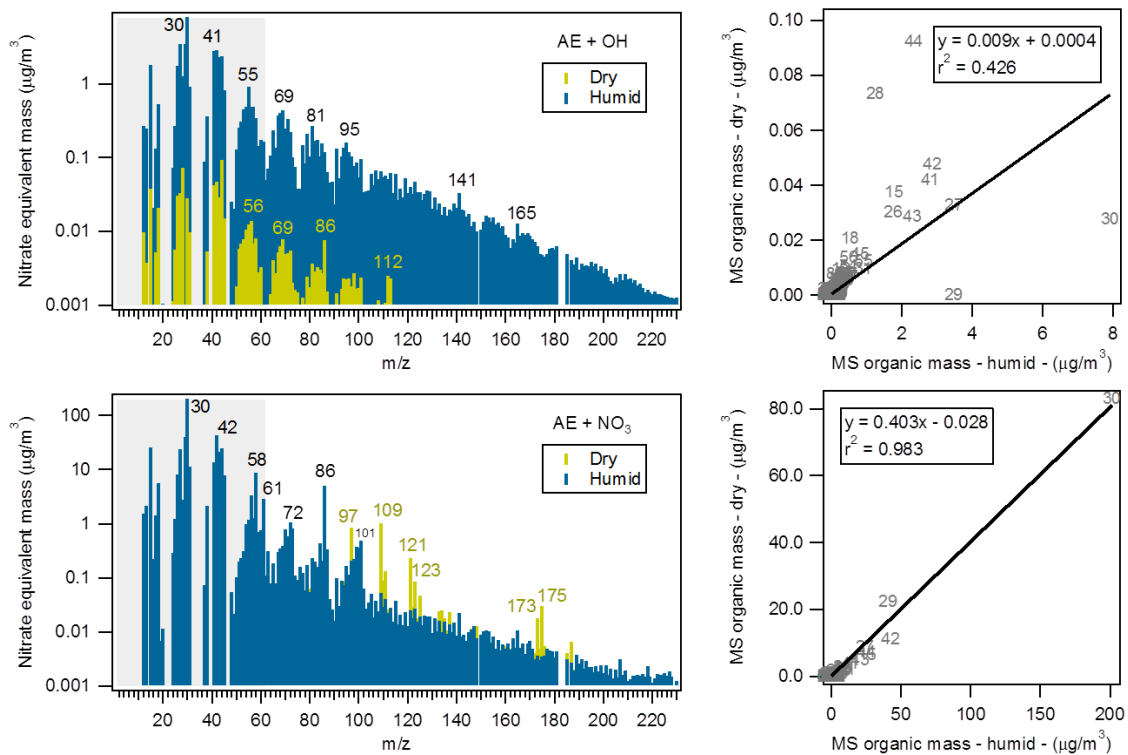 Nitrate equivalent mass (µg/m³)
1
0.1
0.01
0.001
30
41
55
69
81
95
141
165
56
69
86
112
AE + OH
Dry
Humid
20 40 60 80 100 120 140 160 180 200 220
m/z
MS organic mass - dry - (µg/m³)
0.10
0.08
0.06
0.04
0.02
0.00
y = 0.009x + 0.0004
r² = 0.426
44
28
42
41
15
26
43
27
30
18
29
0 2 4 6 8
MS organic mass - humid - (µg/m³)
Nitrate equivalent mass (µg/m³)
100
10
1
0.1
0.01
0.001
30
42
58
61
72
86
97
101
109
121
123
173
175
AE + NO₃
Dry
Humid
20 40 60 80 100 120 140 160 180 200 220
m/z
MS organic mass - dry - (µg/m³)
80.0
60.0
40.0
20.0
0.0
y = 0.403x - 0.028
r² = 0.983
30
29
42
0 50 100 150 200
MS organic mass - humid - (µg/m³)